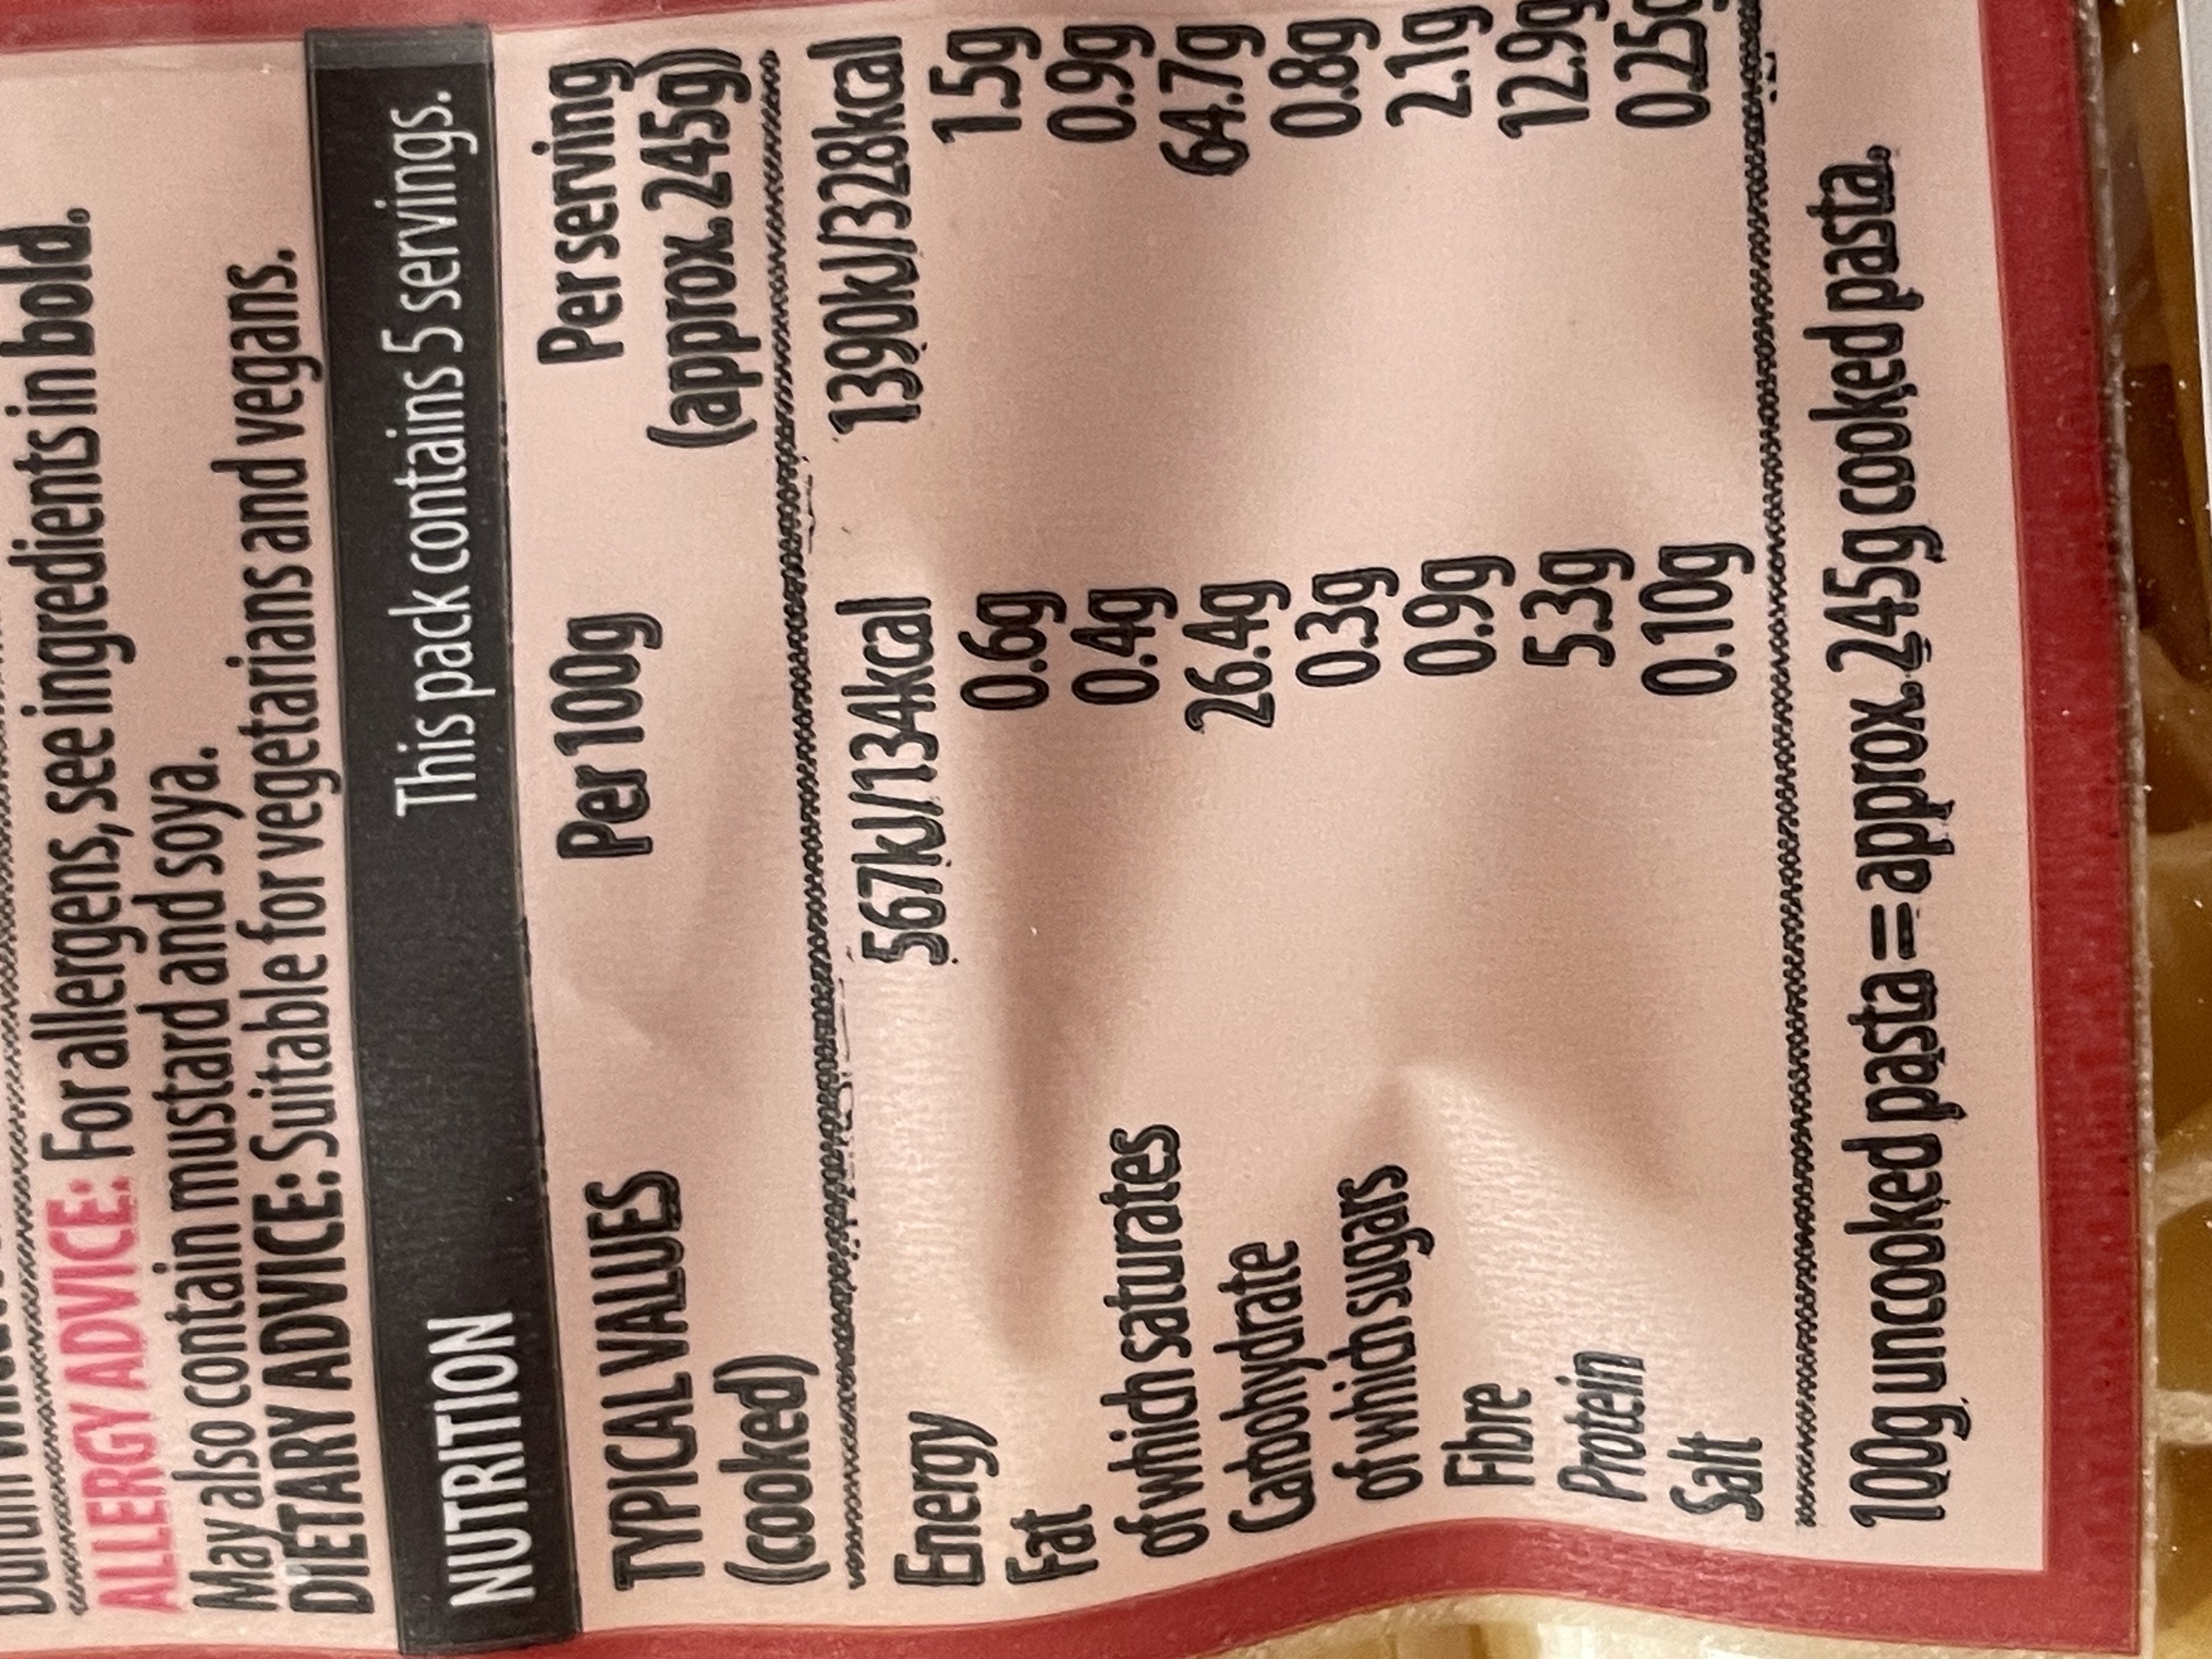 ALLERGY ADVICE: For allergens, see ingredients in bold.
May also contain mustard and soya.
DIETARY ADVICE: Suitable for vegetarians and vegans.
NUTRITION This pack contains 5 servings.
TYPICAL VALUES Per 100g Per serving
(cooked) (approx. 245g)
Energy 567kJ/134kcal 1390kJ/328kcal
Fat 0.6g 1.5g
of which saturates 0.4g 0.9g
Carbohydrate 26.4g 64.7g
of which sugars 0.3g 0.8g
Fibre 0.9g 2.1g
Protein 5.3g 12.9g
Salt 0.10g 0.25g
100g uncooked pasta = approx. 245g cooked pasta.